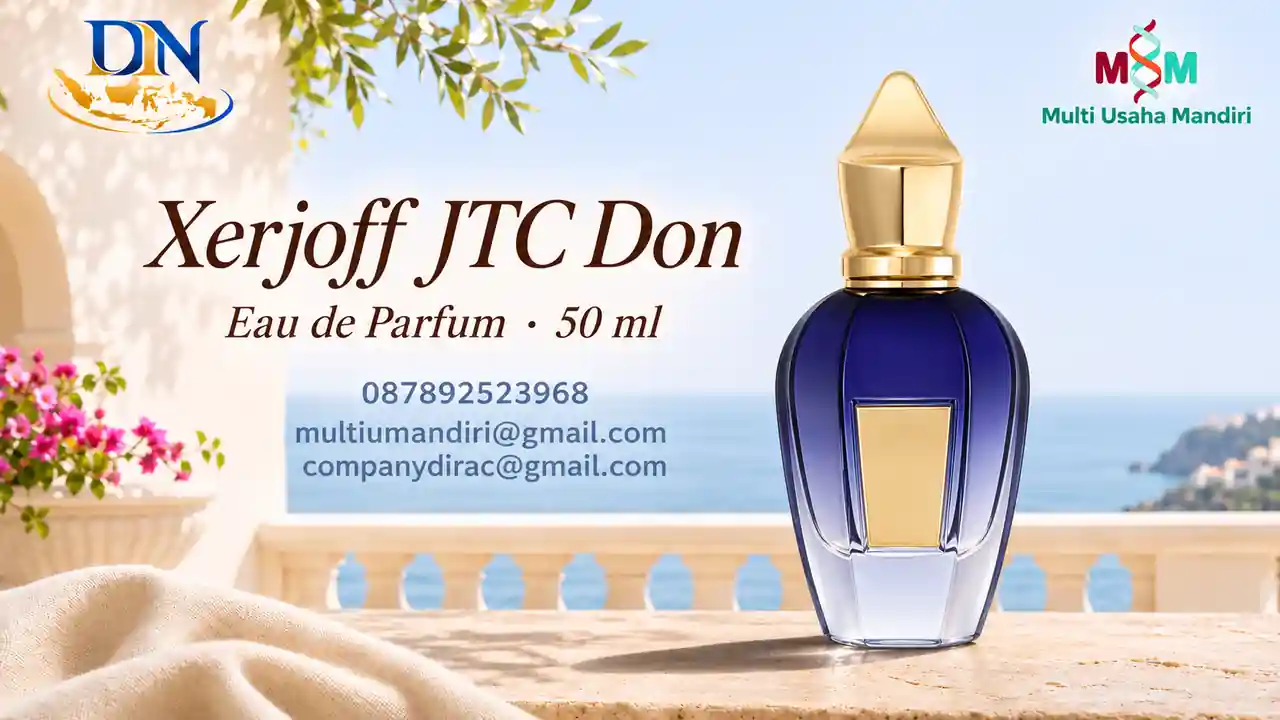 DN
MSM
Multi Usaha Mandiri
Xerjoff JTC Don
Eau de Parfum • 50 ml
087892523968
multiumandiri@gmail.com
companydirac@gmail.com